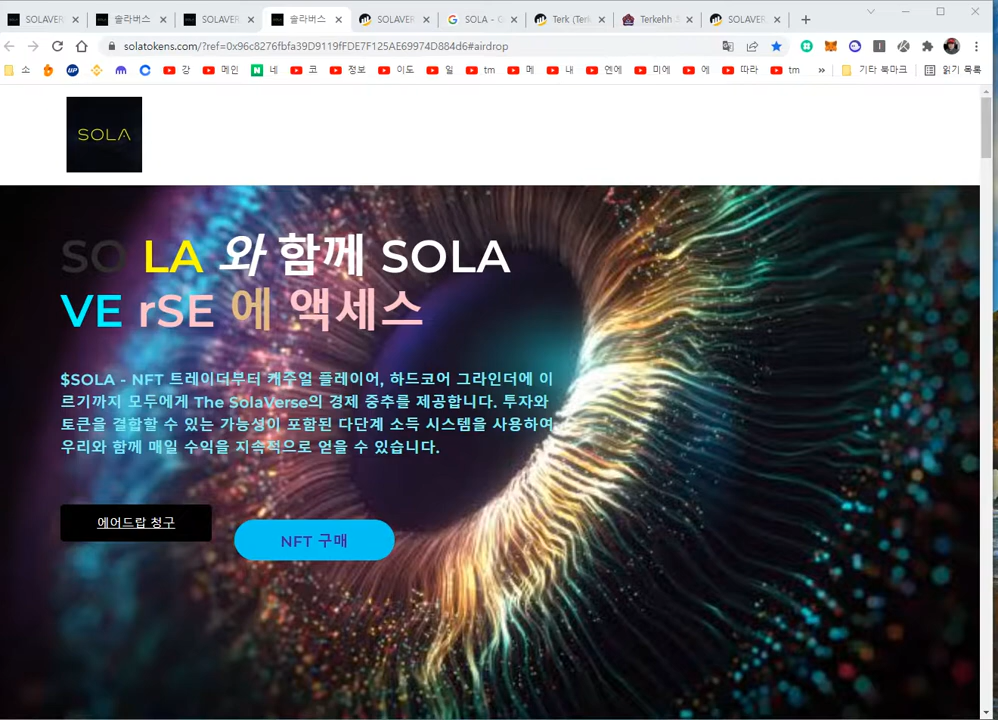 SOLAVER
솔라버스
SOLAVER
솔라버스
SOLAVER
SOLA - G
Terk (Ter
Terkehh
SOLAVER
solatokens.com/?ref=0x96c8276fbfa39D9119fFDE7F125AE69974D884d6#airdrop
소 UP 강 메인 N 네 코 정보 이도 일 tm 메 내 연에 미에 에 따라 tm » 기타 북마크 읽기 목록
SOLA
SO LA 와 함께 SOLA
VE rSE 에 액세스
$SOLA - NFT 트레이더부터 캐주얼 플레이어, 하드코어 그라인더에 이
르기까지 모두에게 The SolaVerse의 경제 중추를 제공합니다. 투자와
토큰을 결합할 수 있는 가능성이 포함된 다단계 소득 시스템을 사용하여
우리와 함께 매일 수익을 지속적으로 얻을 수 있습니다.
에어드랍 청구
NFT 구매